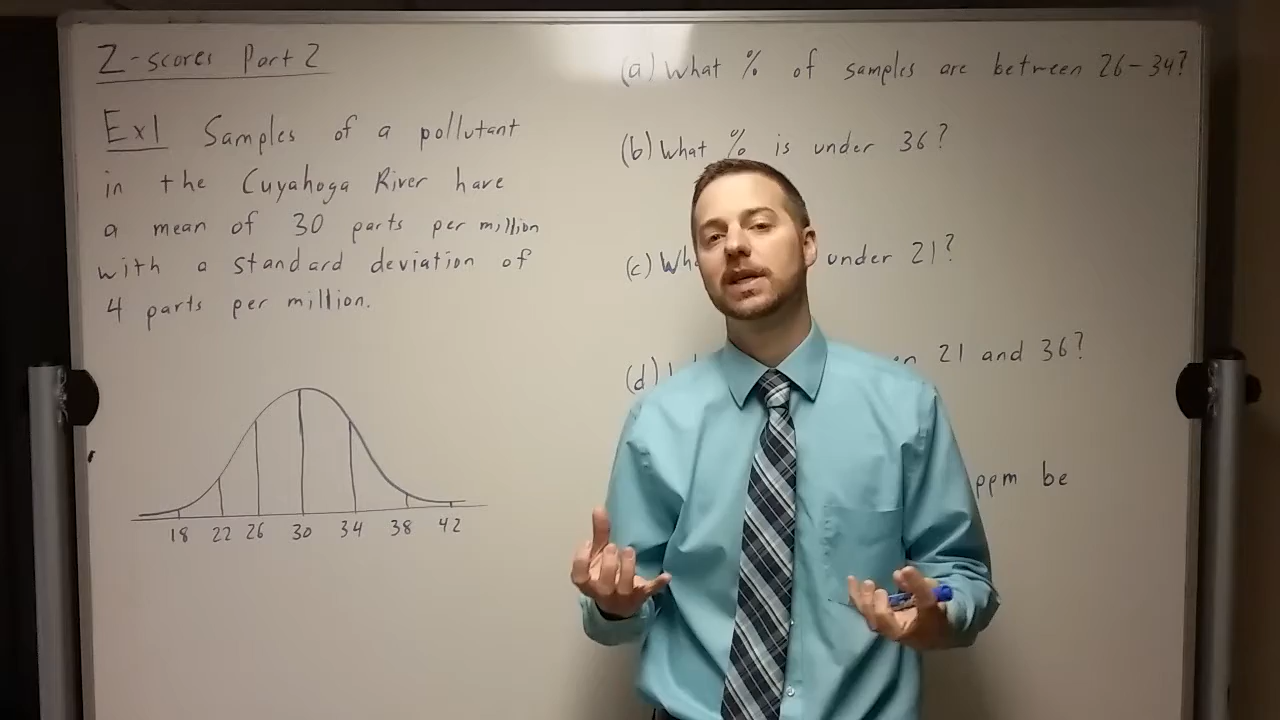 Z-scores Part 2
Ex1 Samples of a pollutant
in the Cuyahoga River have
a mean of 30 parts per million
with a standard deviation of
4 parts per million.
18 22 26 30 34 38 42
(a) What % of samples are between 26-34?
(b) What % is under 36?
(c) under 21?
(d) 21 and 36?
ppm be